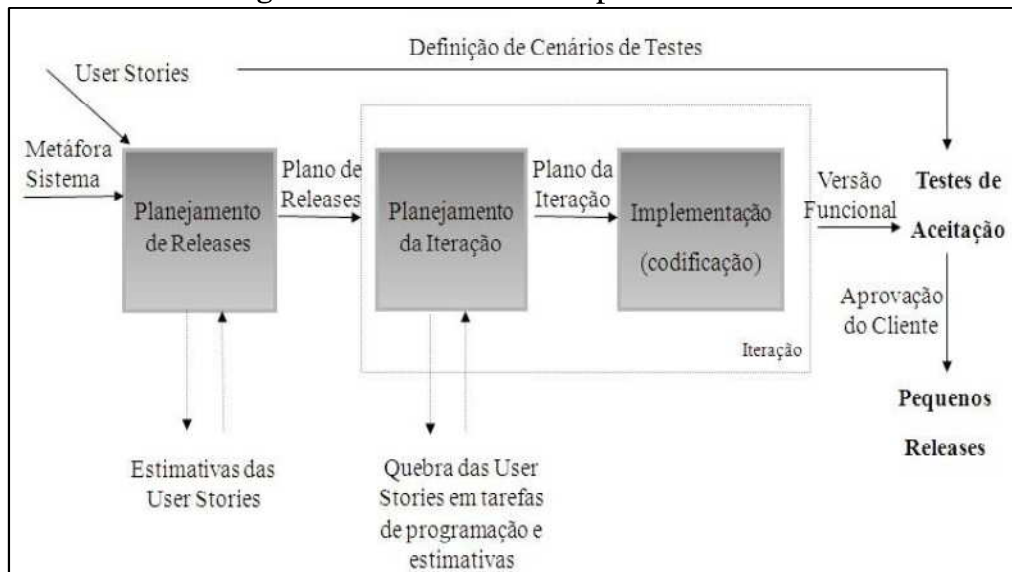 Definição de Cenários de Testes
User Stories
Metáfora
Sistema
Planejamento
de Releases
Plano de
Releases
Planejamento
da Iteração
Plano da
Iteração
Implementação
(codificação)
Versão
Funcional
Testes de
Aceitação
Iteração
Aprovação
do Cliente
Pequenos
Releases
Estimativas das
User Stories
Quebra das User
Stories em tarefas
de programação e
estimativas